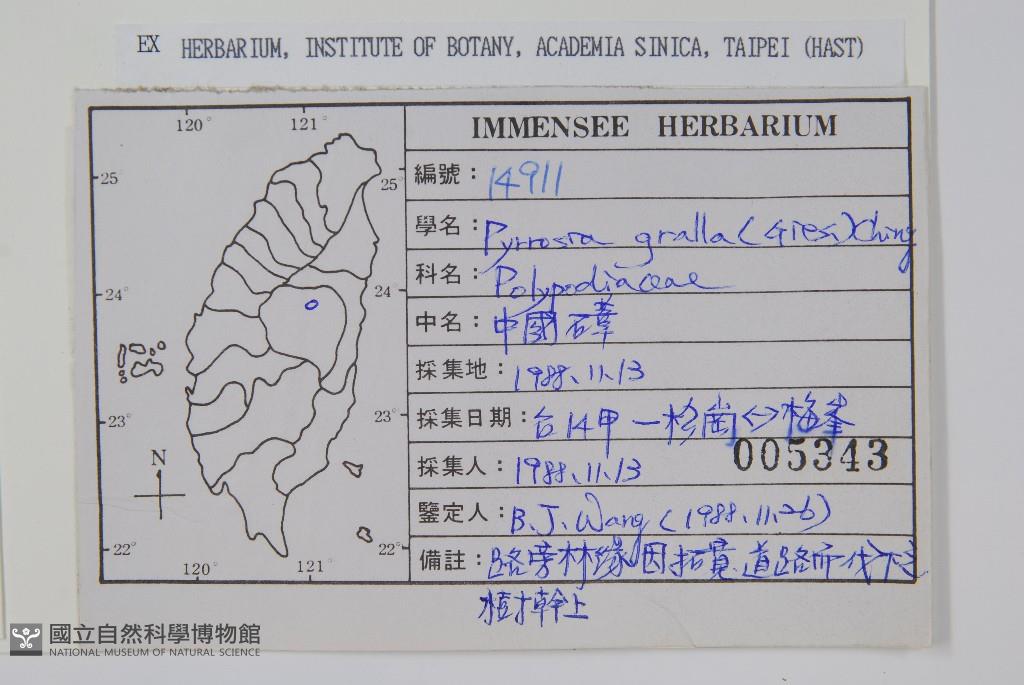 EX HERBARIUM, INSTITUTE OF BOTANY, ACADEMIA SINICA, TAIPEI (HAST)
120° 121°
25° 25°
24° 24°
23° 23°
N
22° 22°
120° 121°
IMMENSEE HERBARIUM
編號：14911
學名：Pyrrosia gralla (Gies.) Ching
科名：Polypodiaceae
中名：中國石葦
採集地：1988.11.13
採集日期：台14甲—松崗<->梅峯
採集人：1988.11.13
005343
鑒定人：B.J. Wang (1988.11.26)
備註：路旁林缘因拓寬道路所伐下之
樹幹上
國立自然科學博物館
NATIONAL MUSEUM OF NATURAL SCIENCE